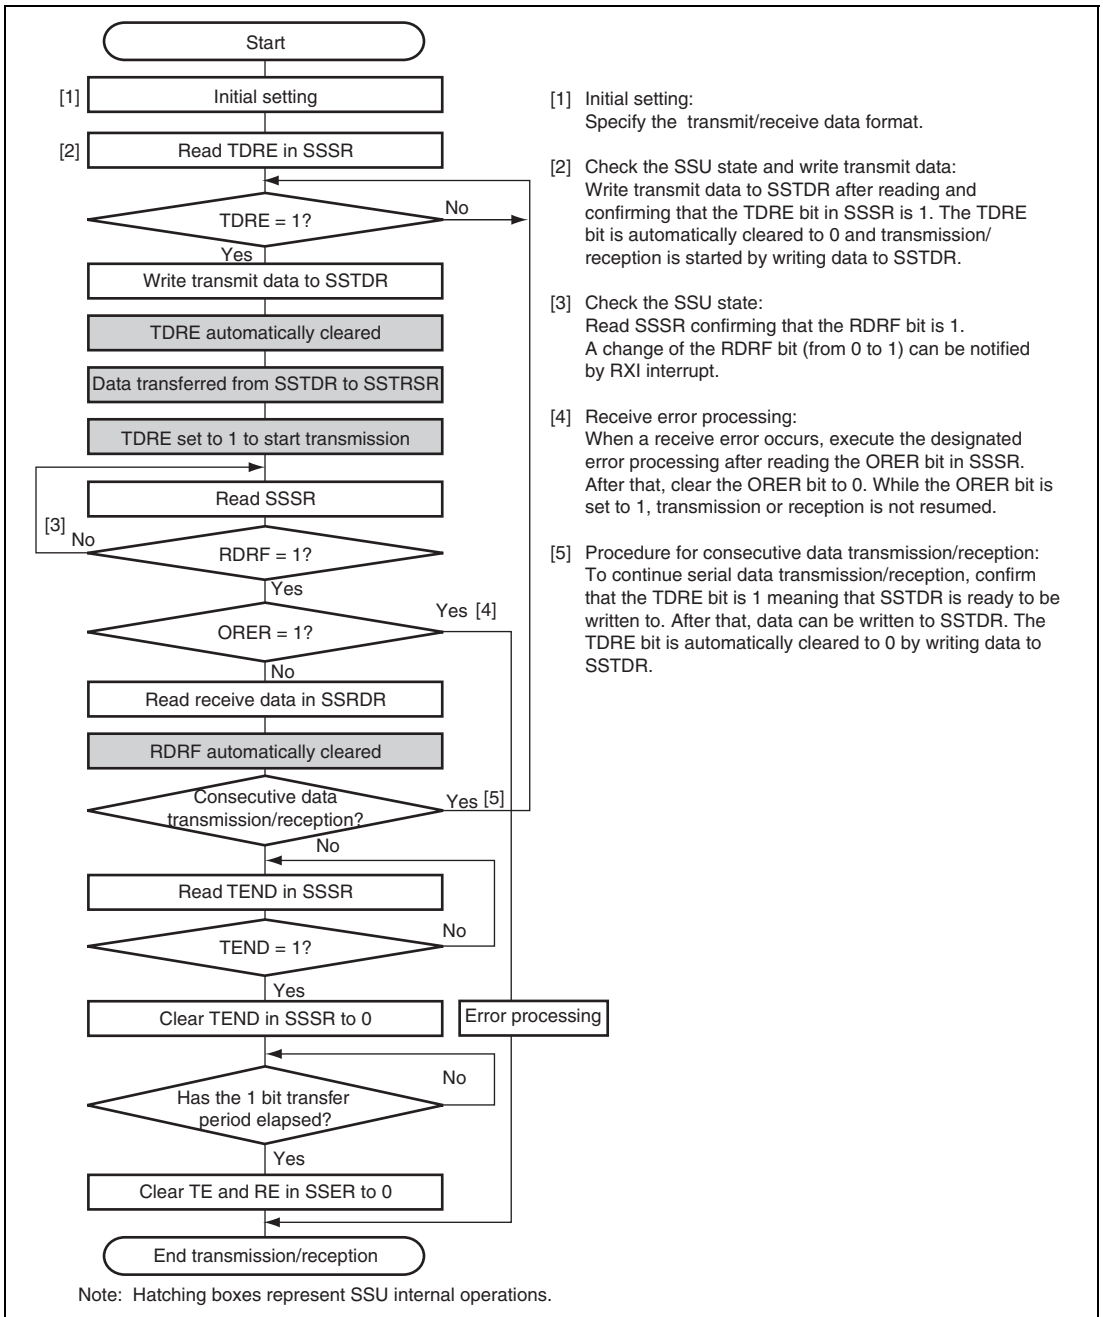 Start
[1] Initial setting
[2] Read TDRE in SSSR
TDRE = 1?
No
Yes
Write transmit data to SSTDR
TDRE automatically cleared
Data transferred from SSTDR to SSTRSR
TDRE set to 1 to start transmission
Read SSSR
[3]
No
RDRF = 1?
Yes
Yes [4]
ORER = 1?
No
Read receive data in SSRDR
RDRF automatically cleared
Consecutive data
transmission/reception?
Yes [5]
No
Read TEND in SSSR
No
TEND = 1?
Yes
Clear TEND in SSSR to 0
Error processing
No
Has the 1 bit transfer
period elapsed?
Yes
Clear TE and RE in SSER to 0
End transmission/reception
[1] Initial setting:
Specify the transmit/receive data format.
[2] Check the SSU state and write transmit data:
Write transmit data to SSTDR after reading and
confirming that the TDRE bit in SSSR is 1. The TDRE
bit is automatically cleared to 0 and transmission/
reception is started by writing data to SSTDR.
[3] Check the SSU state:
Read SSSR confirming that the RDRF bit is 1.
A change of the RDRF bit (from 0 to 1) can be notified
by RXI interrupt.
[4] Receive error processing:
When a receive error occurs, execute the designated
error processing after reading the ORER bit in SSSR.
After that, clear the ORER bit to 0. While the ORER bit is
set to 1, transmission or reception is not resumed.
[5] Procedure for consecutive data transmission/reception:
To continue serial data transmission/reception, confirm
that the TDRE bit is 1 meaning that SSTDR is ready to be
written to. After that, data can be written to SSTDR. The
TDRE bit is automatically cleared to 0 by writing data to
SSTDR.
Note: Hatching boxes represent SSU internal operations.